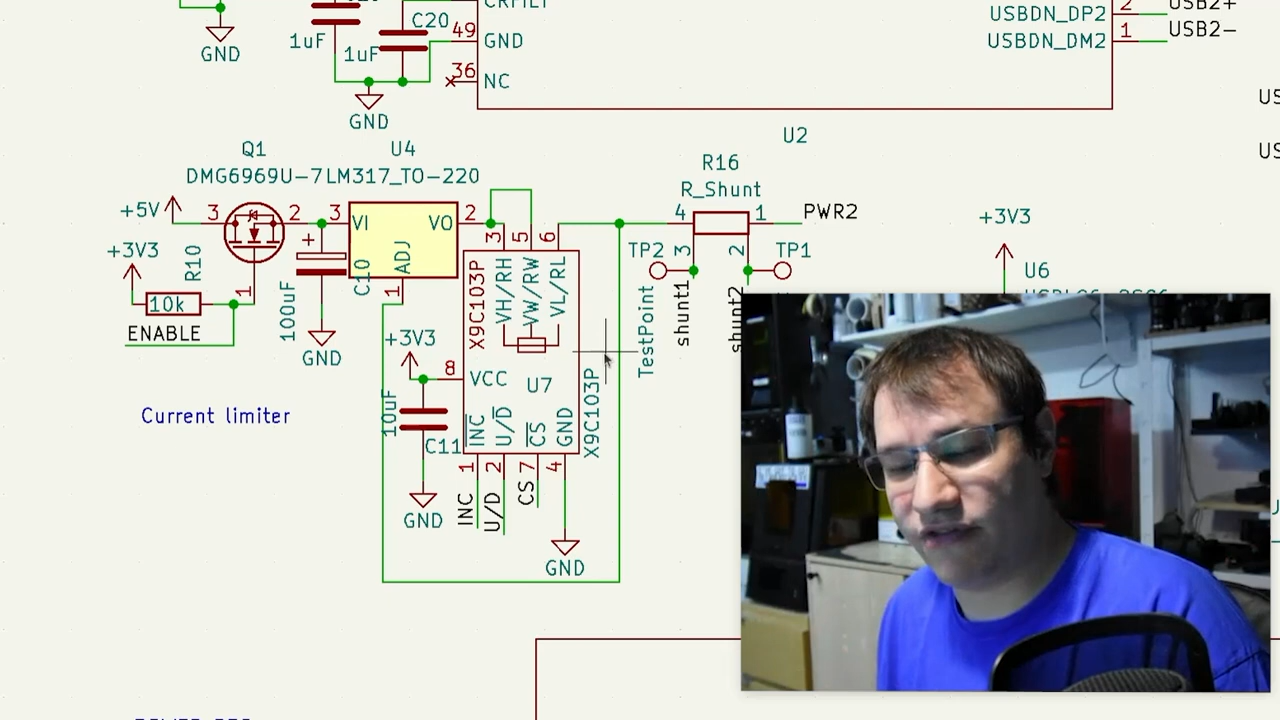 CRFILT
C20
1uF
1uF
49
GND
36
NC
GND
GND
USBDN_DP2
2
USB2+
USBDN_DM2
1
USB2-
U2
Q1
U4
DMG6969U-7
LM317_TO-220
+5V
3
2
3
VI
VO
2
ADJ
1
+3V3
R10
10k
1
ENABLE
+
C10
100uF
GND
3
5
6
VH/RH
VW/RW
VL/RL
X9C103P
R16
R_Shunt
4
1
PWR2
3
2
TP2
TP1
TestPoint
shunt1
shunt2
+3V3
U6
+3V3
8
VCC
U7
10uF
C11
GND
INC
U/D
CS
GND
X9C103P
1
2
7
4
INC
U/D
CS
GND
Current limiter